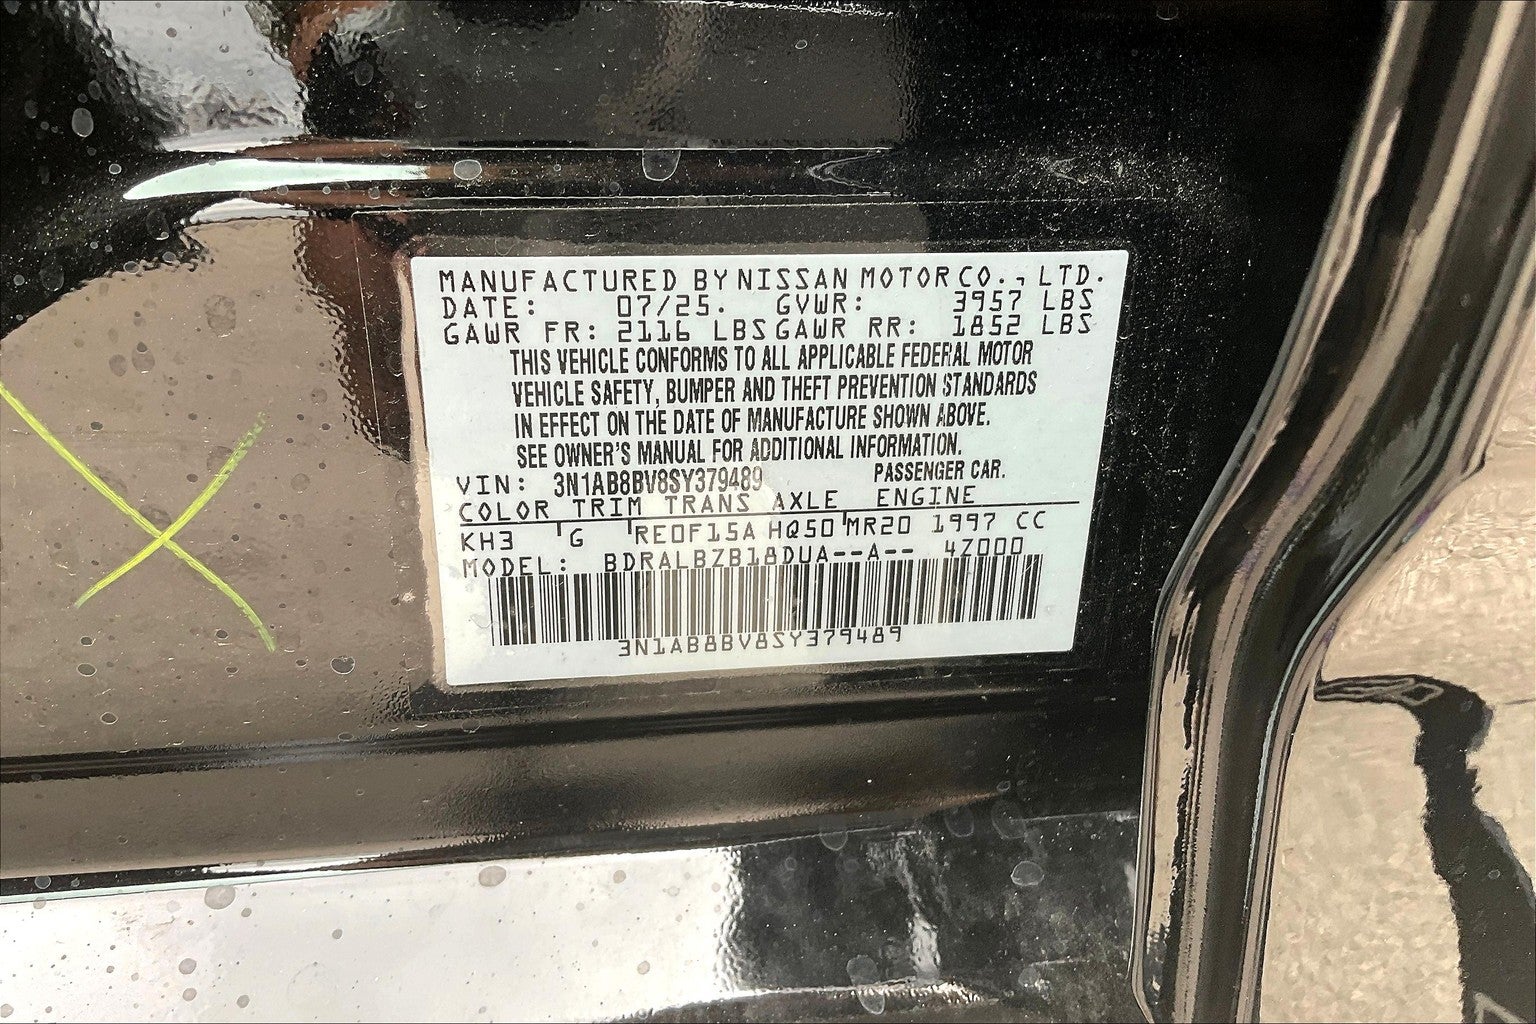 MANUFACTURED BY NISSAN MOTOR CO., LTD.
DATE: 07/25. GVWR: 3957 LBS
GAWR FR: 2116 LBS GAWR RR: 1852 LBS
THIS VEHICLE CONFORMS TO ALL APPLICABLE FEDERAL MOTOR
VEHICLE SAFETY, BUMPER AND THEFT PREVENTION STANDARDS
IN EFFECT ON THE DATE OF MANUFACTURE SHOWN ABOVE.
SEE OWNER'S MANUAL FOR ADDITIONAL INFORMATION.
VIN: 3N1AB8BV8SY379489 PASSENGER CAR.
COLOR TRIM TRANS AXLE ENGINE
KH3 G RE0F15A HQ50 MR20 1997 CC
MODEL: BDRALBZB18DUA--A-- 4Z000
3N1AB8BV8SY379489